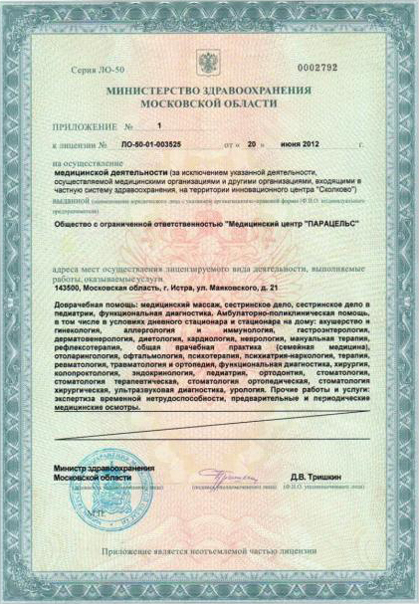 Серия ЛО-50
0002792
МИНИСТЕРСТВО ЗДРАВООХРАНЕНИЯ
МОСКОВСКОЙ ОБЛАСТИ
ПРИЛОЖЕНИЕ № 1
к лицензии № ЛО-50-01-003525 от « 20 » июня 2012 г.
на осуществление
медицинской деятельности (за исключением указанной деятельности,
осуществляемой медицинскими организациями и другими организациями, входящими в
частную систему здравоохранения, на территории инновационного центра "Сколково")
выданной (наименование юридического лица с указанием организационно-правовой формы (Ф.И.О. индивидуального
предпринимателя)
Общество с ограниченной ответственностью "Медицинский центр "ПАРАЦЕЛЬС"
адреса мест осуществления лицензируемого вида деятельности, выполняемые
работы, оказываемые услуги
143500, Московская область, г. Истра, ул. Маяковского, д. 21
Доврачебная помощь: медицинский массаж, сестринское дело, сестринское дело в
педиатрии, функциональная диагностика. Амбулаторно-поликлиническая помощь,
в том числе в условиях дневного стационара и стационара на дому: акушерство и
гинекология, аллергология и иммунология, гастроэнтерология,
дерматовенерология, диетология, кардиология, неврология, мануальная терапия,
рефлексотерапия, общая врачебная практика (семейная медицина),
отоларингология, офтальмология, психотерапия, психиатрия-наркология, терапия,
ревматология, травматология и ортопедия, функциональная диагностика, хирургия,
колопроктология, эндокринология, педиатрия, ортодонтия, стоматология,
стоматология терапевтическая, стоматология ортопедическая, стоматология
хирургическая, ультразвуковая диагностика, урология. Прочие работы и услуги:
экспертиза временной нетрудоспособности, предварительные и периодические
медицинские осмотры.
Министр здравоохранения
Московской области
Д.В. Тришкин
(подпись уполномоченного лица)
(Ф.И.О. уполномоченного лица)
М.П.
Приложение является неотъемлемой частью лицензии